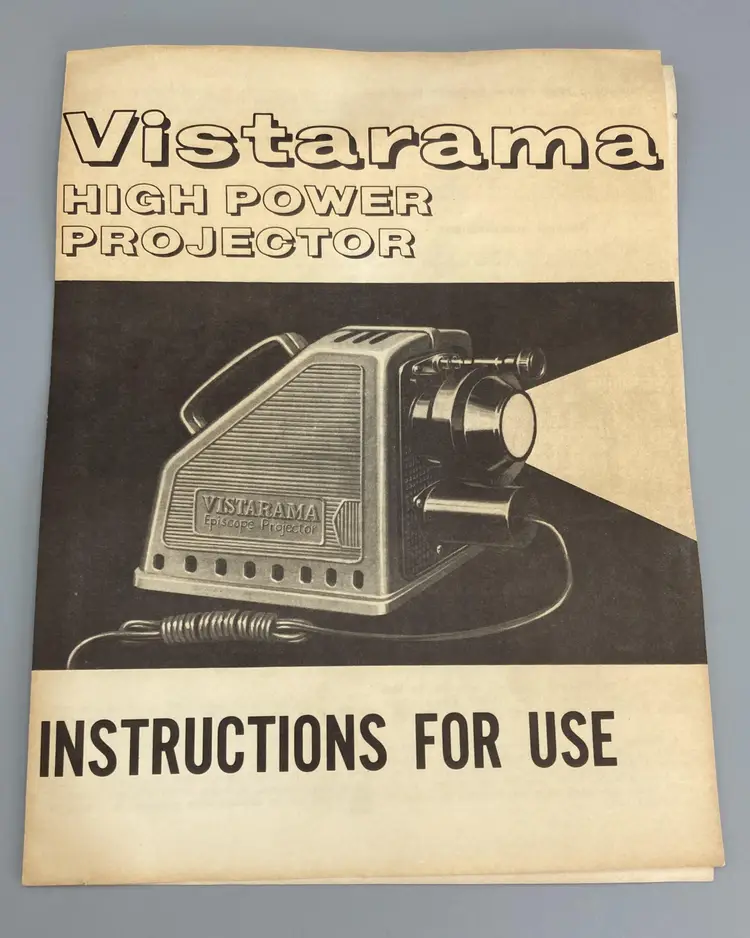 Vistarama
HIGH POWER
PROJECTOR
VISTARAMA
Episcope Projector
INSTRUCTIONS FOR USE